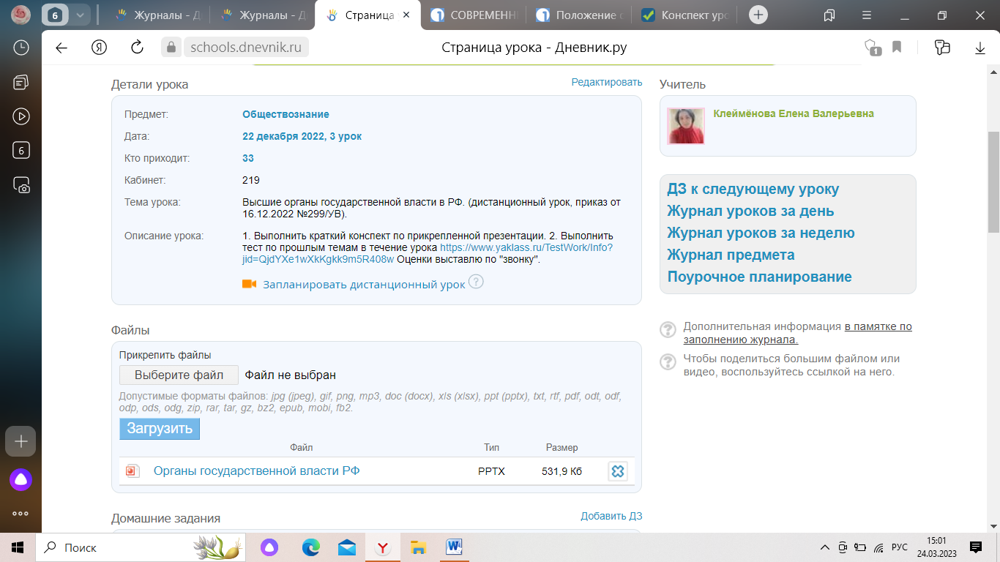 6
Журналы - Д
Журналы - Д
Страница
СОВРЕМЕНН
Положение
Конспект уро
schools.dnevnik.ru
Страница урока - Дневник.ру
1
6
Детали урока
Редактировать
Предмет:
Обществознание
Дата:
22 декабря 2022, 3 урок
Кто приходит:
33
Кабинет:
219
Тема урока:
Высшие органы государственной власти в РФ. (дистанционный урок, приказ от
16.12.2022 №299/УВ).
Описание урока:
1. Выполнить краткий конспект по прикрепленной презентации. 2. Выполнить
тест по прошлым темам в течение урока https://www.yaklass.ru/TestWork/Info?
jid=QjdYXe1wXkKgkk9m5R408w Оценки выставлю по "звонку".
Запланировать дистанционный урок ?
Учитель
Клеймёнова Елена Валерьевна
ДЗ к следующему уроку
Журнал уроков за день
Журнал уроков за неделю
Журнал предмета
Поурочное планирование
Дополнительная информация в памятке по
заполнению журнала.
Чтобы поделиться большим файлом или
видео, воспользуйтесь ссылкой на него.
Файлы
Прикрепить файлы
Выберите файл Файл не выбран
Допустимые форматы файлов: jpg (jpeg), gif, png, mp3, doc (docx), xls (xlsx), ppt (pptx), txt, rtf, pdf, odt, odf,
odp, ods, odg, zip, rar, tar, gz, bz2, epub, mobi, fb2.
Загрузить
Файл Тип Размер
Органы государственной власти РФ PPTX 531,9 Кб
Домашние задания
Добавить ДЗ
Поиск
РУС
15:01
24.03.2023